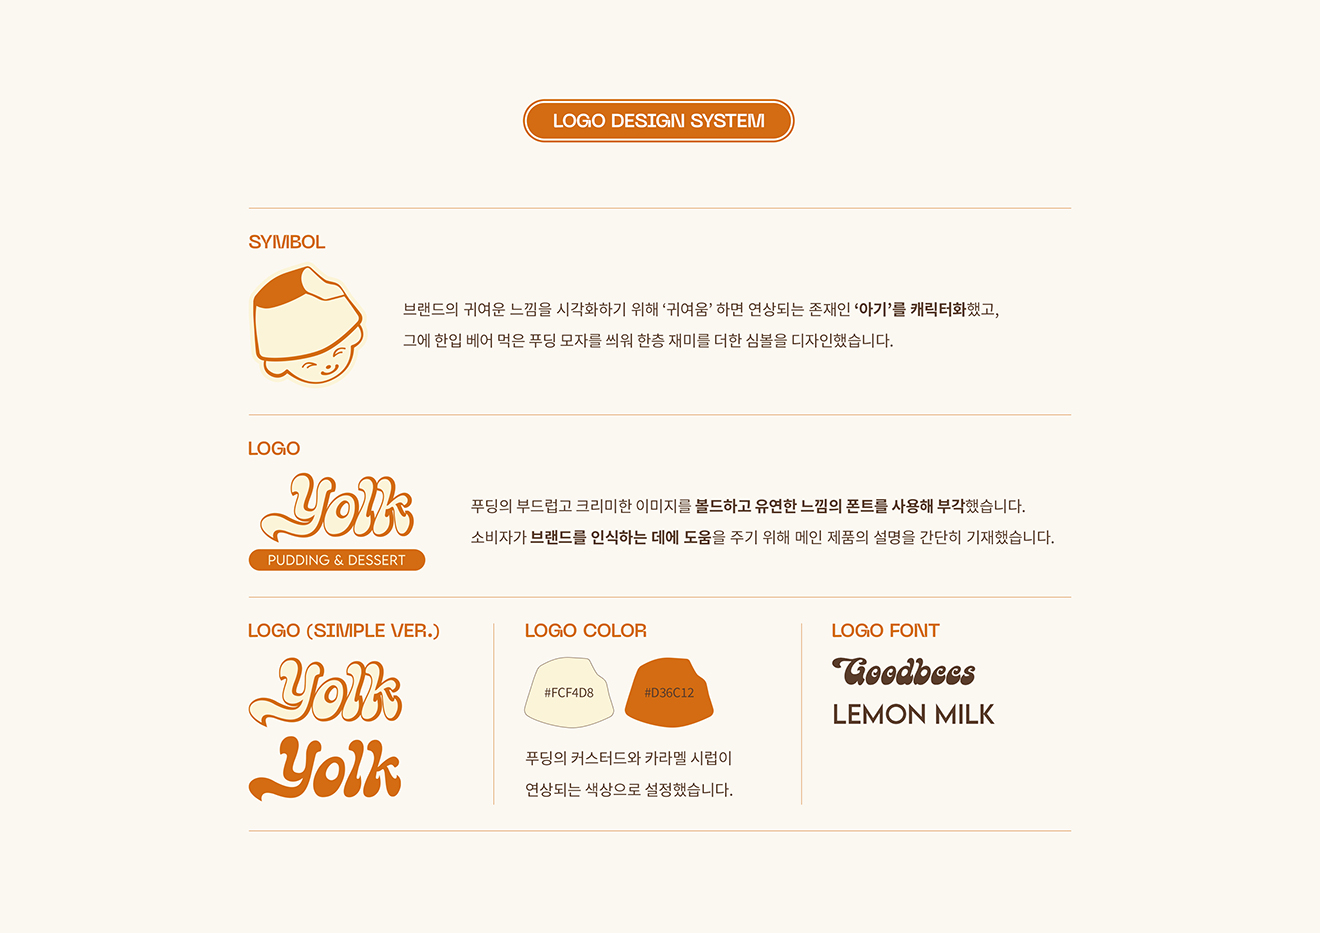 LOGO DESIGN SYSTEM
SYMBOL
브랜드의 귀여운 느낌을 시각화하기 위해 ‘귀여움’ 하면 연상되는 존재인 ‘아기’를 캐릭터화했고,
그에 한입 베어 먹은 푸딩 모자를 씌워 한층 재미를 더한 심볼을 디자인했습니다.
LOGO
Yolk
PUDDING & DESSERT
푸딩의 부드럽고 크리미한 이미지를 볼드하고 유연한 느낌의 폰트를 사용해 부각했습니다.
소비자가 브랜드를 인식하는 데에 도움을 주기 위해 메인 제품의 설명을 간단히 기재했습니다.
LOGO (SIMPLE VER.)
Yolk
Yolk
LOGO COLOR
#FCF4D8 #D36C12
푸딩의 커스터드와 카라멜 시럽이
연상되는 색상으로 설정했습니다.
LOGO FONT
Goodbees
LEMON MILK